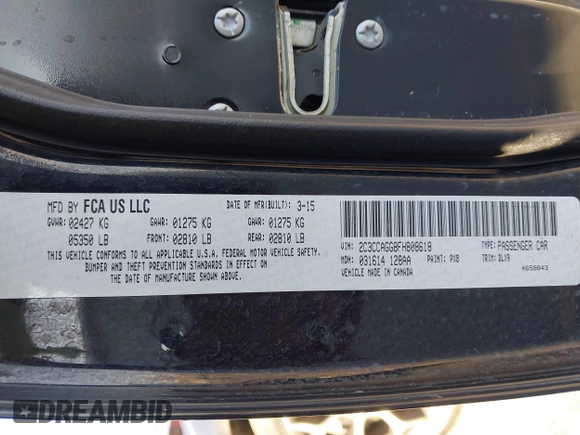 MFD BY FCA US LLC
DATE OF MFR(BUILT): 3-15
GVWR: 02427 KG GAWR: 01275 KG GAWR: 01275 KG
05350 LB FRONT: 02810 LB REAR: 02810 LB
THIS VEHICLE CONFORMS TO ALL APPLICABLE U.S.A. FEDERAL MOTOR VEHICLE SAFETY,
BUMPER AND THEFT PREVENTION STANDARDS IN EFFECT ON
THE DATE OF MANUFACTURE SHOWN ABOVE.
VIN: 2C3CCAGG8FH808618 TYPE: PASSENGER CAR
MDH: 031614 128AA PAINT: PX8 TRIM: DLX9
VEHICLE MADE IN CANADA
4658843
DREAMBID